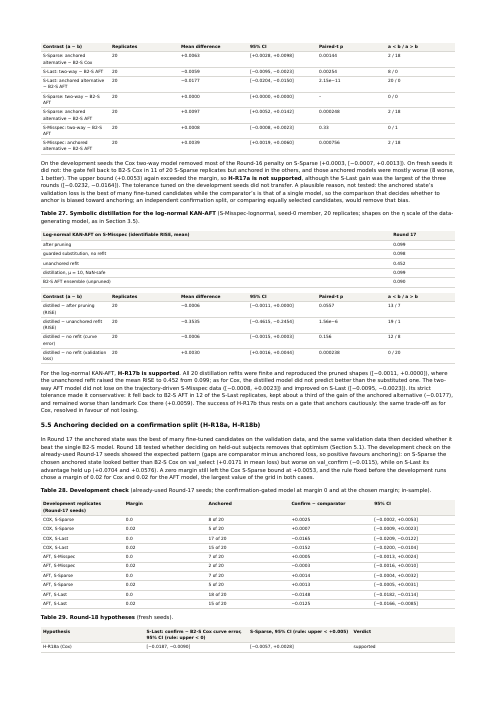 Contrast (a − b) Replicates Mean difference 95% CI Paired-t p a < b / a > b
S-Sparse: anchored alternative − B2-S Cox 20 +0.0063 [+0.0028, +0.0098] 0.00144 2 / 18
S-Last: two-way − B2-S AFT 20 −0.0059 [−0.0095, −0.0023] 0.00254 8 / 0
S-Last: anchored alternative − B2-S AFT 20 −0.0177 [−0.0204, −0.0150] 2.15e−11 20 / 0
S-Sparse: two-way − B2-S AFT 20 +0.0000 [+0.0000, +0.0000] – 0 / 0
S-Sparse: anchored alternative − B2-S AFT 20 +0.0097 [+0.0052, +0.0142] 0.000248 2 / 18
S-Misspec: two-way − B2-S AFT 20 +0.0008 [−0.0008, +0.0023] 0.33 0 / 1
S-Misspec: anchored alternative − B2-S AFT 20 +0.0039 [+0.0019, +0.0060] 0.000756 2 / 18
On the development seeds the Cox two-way removed most of the Round-16 penalty on S-Sparse (+0.0003, [−0.0007, +0.0013]). On fresh seeds it
did not: the gate fell back to B2-S Cox in 11 of 20 S-Sparse replicates but anchored in the others, and those anchored models were mostly worse (8 worse,
1 better). The upper bound (+0.0053) again exceeded the margin, so H-R17a is not supported, although the S-Last gain was the largest of the three
rounds ([−0.0232, −0.0164]). The tolerance tuned on the development seeds did not transfer. A plausible reason, not tested: the anchored state's
validation loss is the best of many fine-tuned candidates while the comparator's is that of a single model, so the comparison that decides whether to
anchor is biased toward anchoring; an independent confirmation split, or comparing equally selected candidates, would remove this.
Table 27. Symbolic distillation for the log-normal KAN-AFT (S-Misspec-lognormal, seed-0 member, 20 replicates; shapes on the η scale of the data-
generating model, as in Section 3.5).
Log-normal KAN-AFT on S-Misspec (identifiable RISE, mean) Round 17
after pruning 0.099
guarded substitution, no refit 0.098
unanchored refit 0.452
distillation, μ = 10, NaN-safe 0.099
B2-S AFT ensemble (unpruned) 0.090
Contrast (a − b) Replicates Mean difference 95% CI Paired-t p a < b / a > b
distilled − after pruning (RISE) 20 −0.0006 [−0.0011, +0.0000] 0.0557 13 / 7
distilled − unanchored refit (RISE) 20 −0.3535 [−0.4615, −0.2454] 1.56e−6 19 / 1
distilled − no refit (curve error) 20 −0.0006 [−0.0015, +0.0003] 0.156 12 / 8
distilled − no refit (validation loss) 20 +0.0030 [+0.0016, +0.0044] 0.000238 0 / 20
For the log-normal KAN-AFT, H-R17b is supported. All 20 distillation refits were finite and reproduced the pruned shapes ([−0.0011, +0.0000]), where
the unanchored refit raised the mean RISE to 0.452 from 0.099; as for Cox, the distilled model did not predict better than the substituted one. The two-
way AFT model did not lose on the trajectory-driven S-Misspec data ([−0.0008, +0.0023]) and improved on S-Last ([−0.0095, −0.0023]). Its strict
tolerance made it conservative: it fell back to B2-S AFT in 12 of the S-Last replicates, kept about a third of the gain of the anchored alternative (−0.0177),
and remained worse than landmark Cox there (+0.0059). The success of H-R17b thus rests on a gate that anchors cautiously: the same trade-off as for
Cox, resolved in favour of not losing.
5.5 Anchoring decided on a confirmation split (H-R18a, H-R18b)
In Round 17 the anchored state was the best of many fine-tuned candidates on the validation data, and the same validation data then decided whether it
beat the single B2-S model. Round 18 tested whether deciding on held-out subjects removes that optimism (Section 5.1). The development check on the
already-used Round-17 seeds showed the expected pattern (gaps are comparator minus anchored loss, so positive favours anchoring): on S-Sparse the
chosen anchored state looked better than B2-S Cox on val_select (+0.0171 in mean loss) but worse on val_confirm (−0.0115), while on S-Last its
advantage held up (+0.0704 and +0.0576). A zero margin still left the Cox S-Sparse bound at +0.0053, and the rule fixed before the development runs
chose a margin of 0.02 for Cox and 0.02 for the AFT model, the largest value of the grid in both cases.
Table 28. Development check (already-used Round-17 seeds; the confirmation-gated model at margin 0 and at the chosen margin; in-sample).
Development replicates (Round-17 seeds) Margin Anchored Confirm − comparator 95% CI
COX, S-Sparse 0.0 8 of 20 +0.0025 [−0.0002, +0.0053]
COX, S-Sparse 0.02 5 of 20 +0.0007 [−0.0009, +0.0023]
COX, S-Last 0.0 17 of 20 −0.0165 [−0.0209, −0.0122]
COX, S-Last 0.02 15 of 20 −0.0152 [−0.0200, −0.0104]
AFT, S-Misspec 0.0 7 of 20 +0.0005 [−0.0013, +0.0024]
AFT, S-Misspec 0.02 2 of 20 −0.0003 [−0.0016, +0.0010]
AFT, S-Sparse 0.0 7 of 20 +0.0014 [−0.0004, +0.0032]
AFT, S-Sparse 0.02 5 of 20 +0.0013 [−0.0005, +0.0031]
AFT, S-Last 0.0 18 of 20 −0.0148 [−0.0182, −0.0114]
AFT, S-Last 0.02 15 of 20 −0.0125 [−0.0166, −0.0085]
Table 29. Round-18 hypotheses (fresh seeds).
Hypothesis S-Last: confirm − B2-S Cox curve error, 95% CI (rule: upper < 0) S-Sparse, 95% CI (rule: upper < +0.005) Verdict
H-R18a (Cox) [−0.0187, −0.0090] [−0.0057, +0.0028] supported